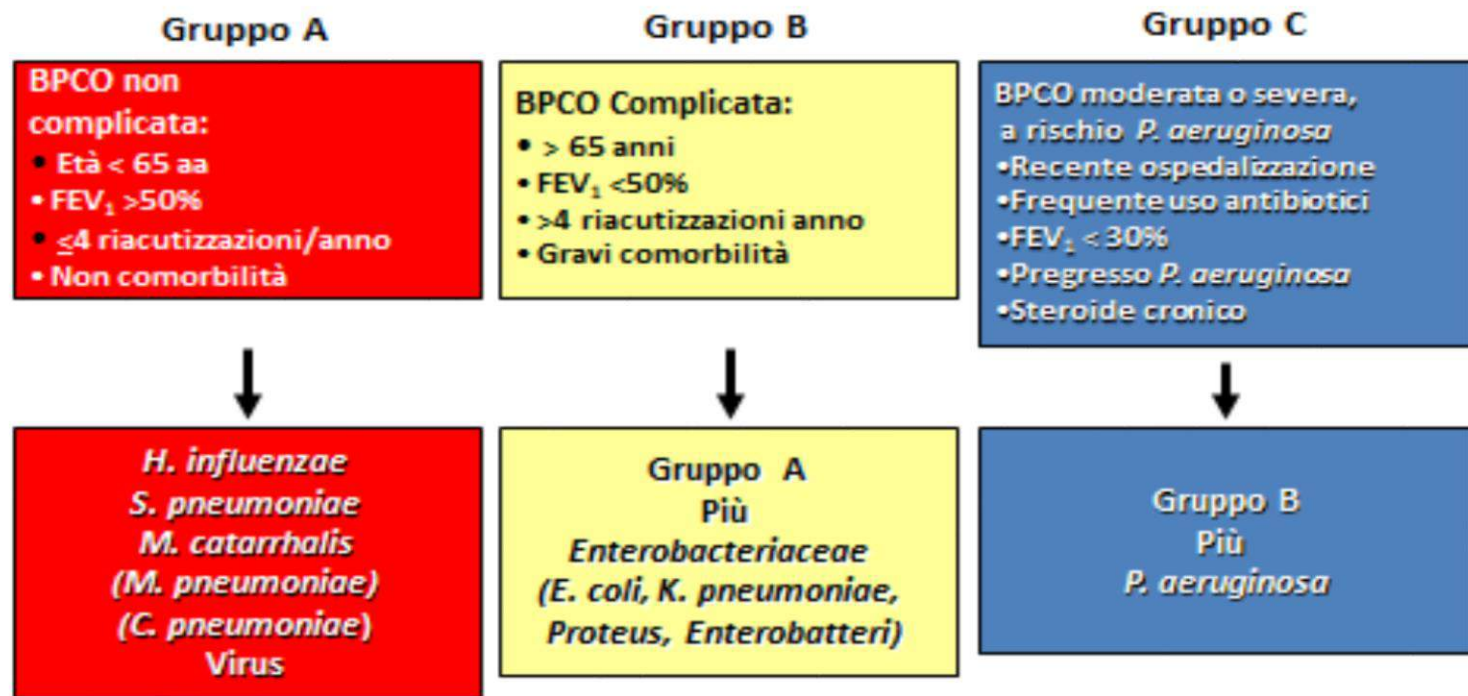 Gruppo A
BPCO non
complicata:
• Età < 65 aa
• FEV₁ >50%
• ≤4 riacutizzazioni/anno
• Non comorbilità
H. influenzae
S. pneumoniae
M. catarrhalis
(M. pneumoniae)
(C. pneumoniae)
Virus
Gruppo B
BPCO Complicata:
• > 65 anni
• FEV₁ <50%
• >4 riacutizzazioni anno
• Gravi comorbilità
Gruppo A
Più
Enterobacteriaceae
(E. coli, K. pneumoniae,
Proteus, Enterobatteri)
Gruppo C
BPCO moderata o severa,
a rischio P. aeruginosa
•Recente ospedalizzazione
•Frequente uso antibiotici
•FEV₁ < 30%
•Pregresso P. aeruginosa
•Steroide cronico
Gruppo B
Più
P. aeruginosa